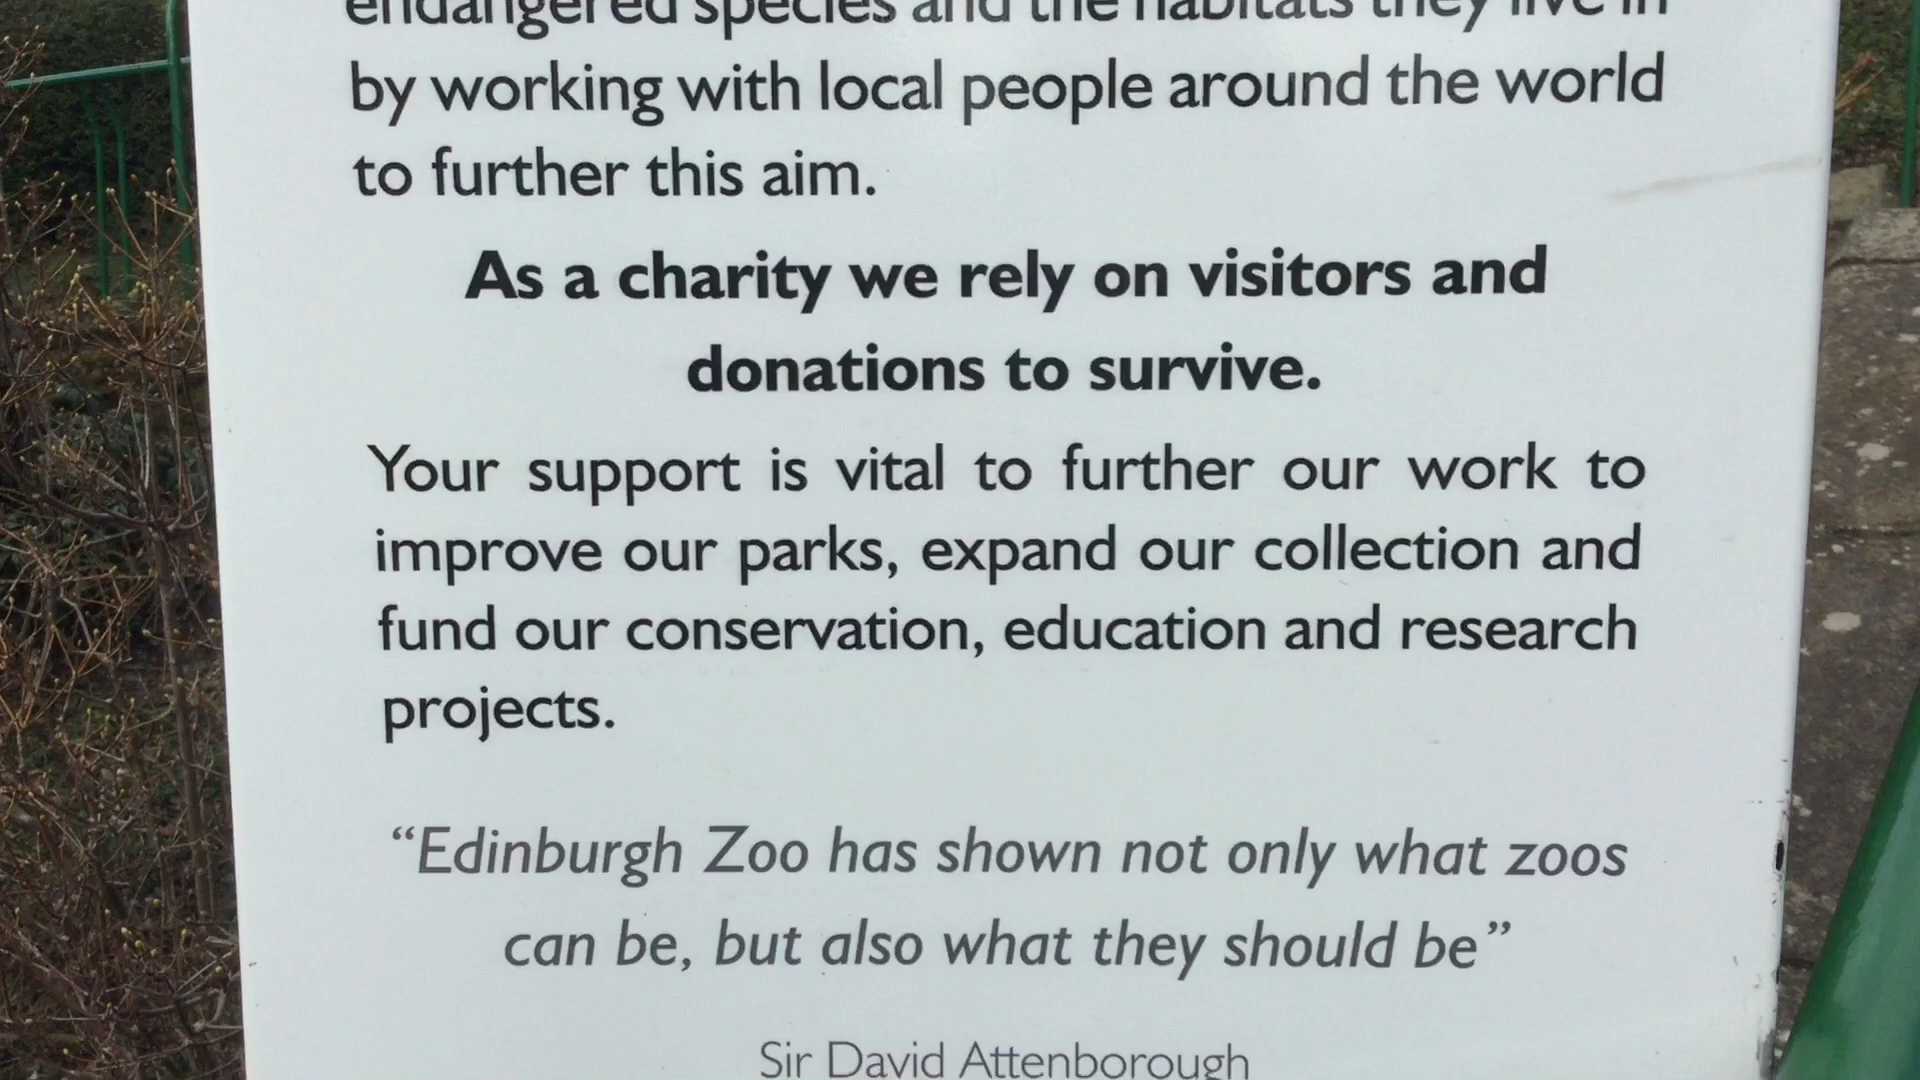 endangered species and the habitats they live in
by working with local people around the world
to further this aim.
As a charity we rely on visitors and
donations to survive.
Your support is vital to further our work to
improve our parks, expand our collection and
fund our conservation, education and research
projects.
“Edinburgh Zoo has shown not only what zoos
can be, but also what they should be”
Sir David Attenborough